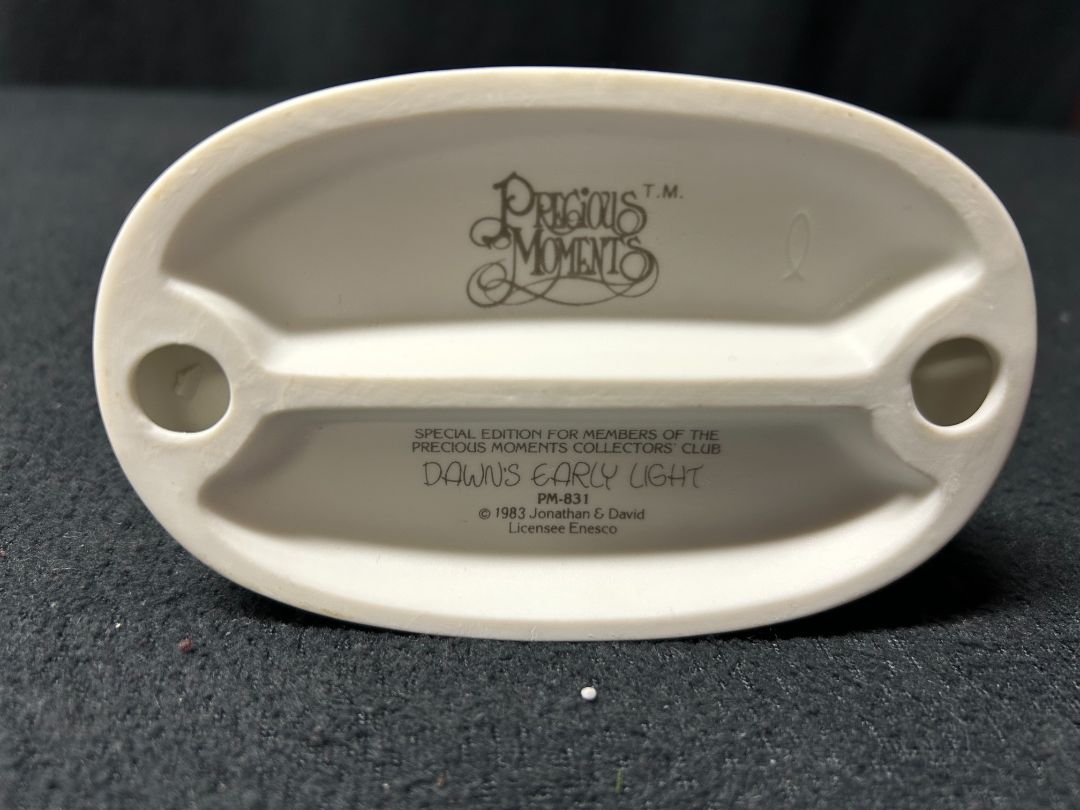 PRECIOUS T.M.
MOMENTS
SPECIAL EDITION FOR MEMBERS OF THE
PRECIOUS MOMENTS COLLECTORS' CLUB
DAWN'S EARLY LIGHT
PM-831
© 1983 Jonathan & David
Licensee Enesco